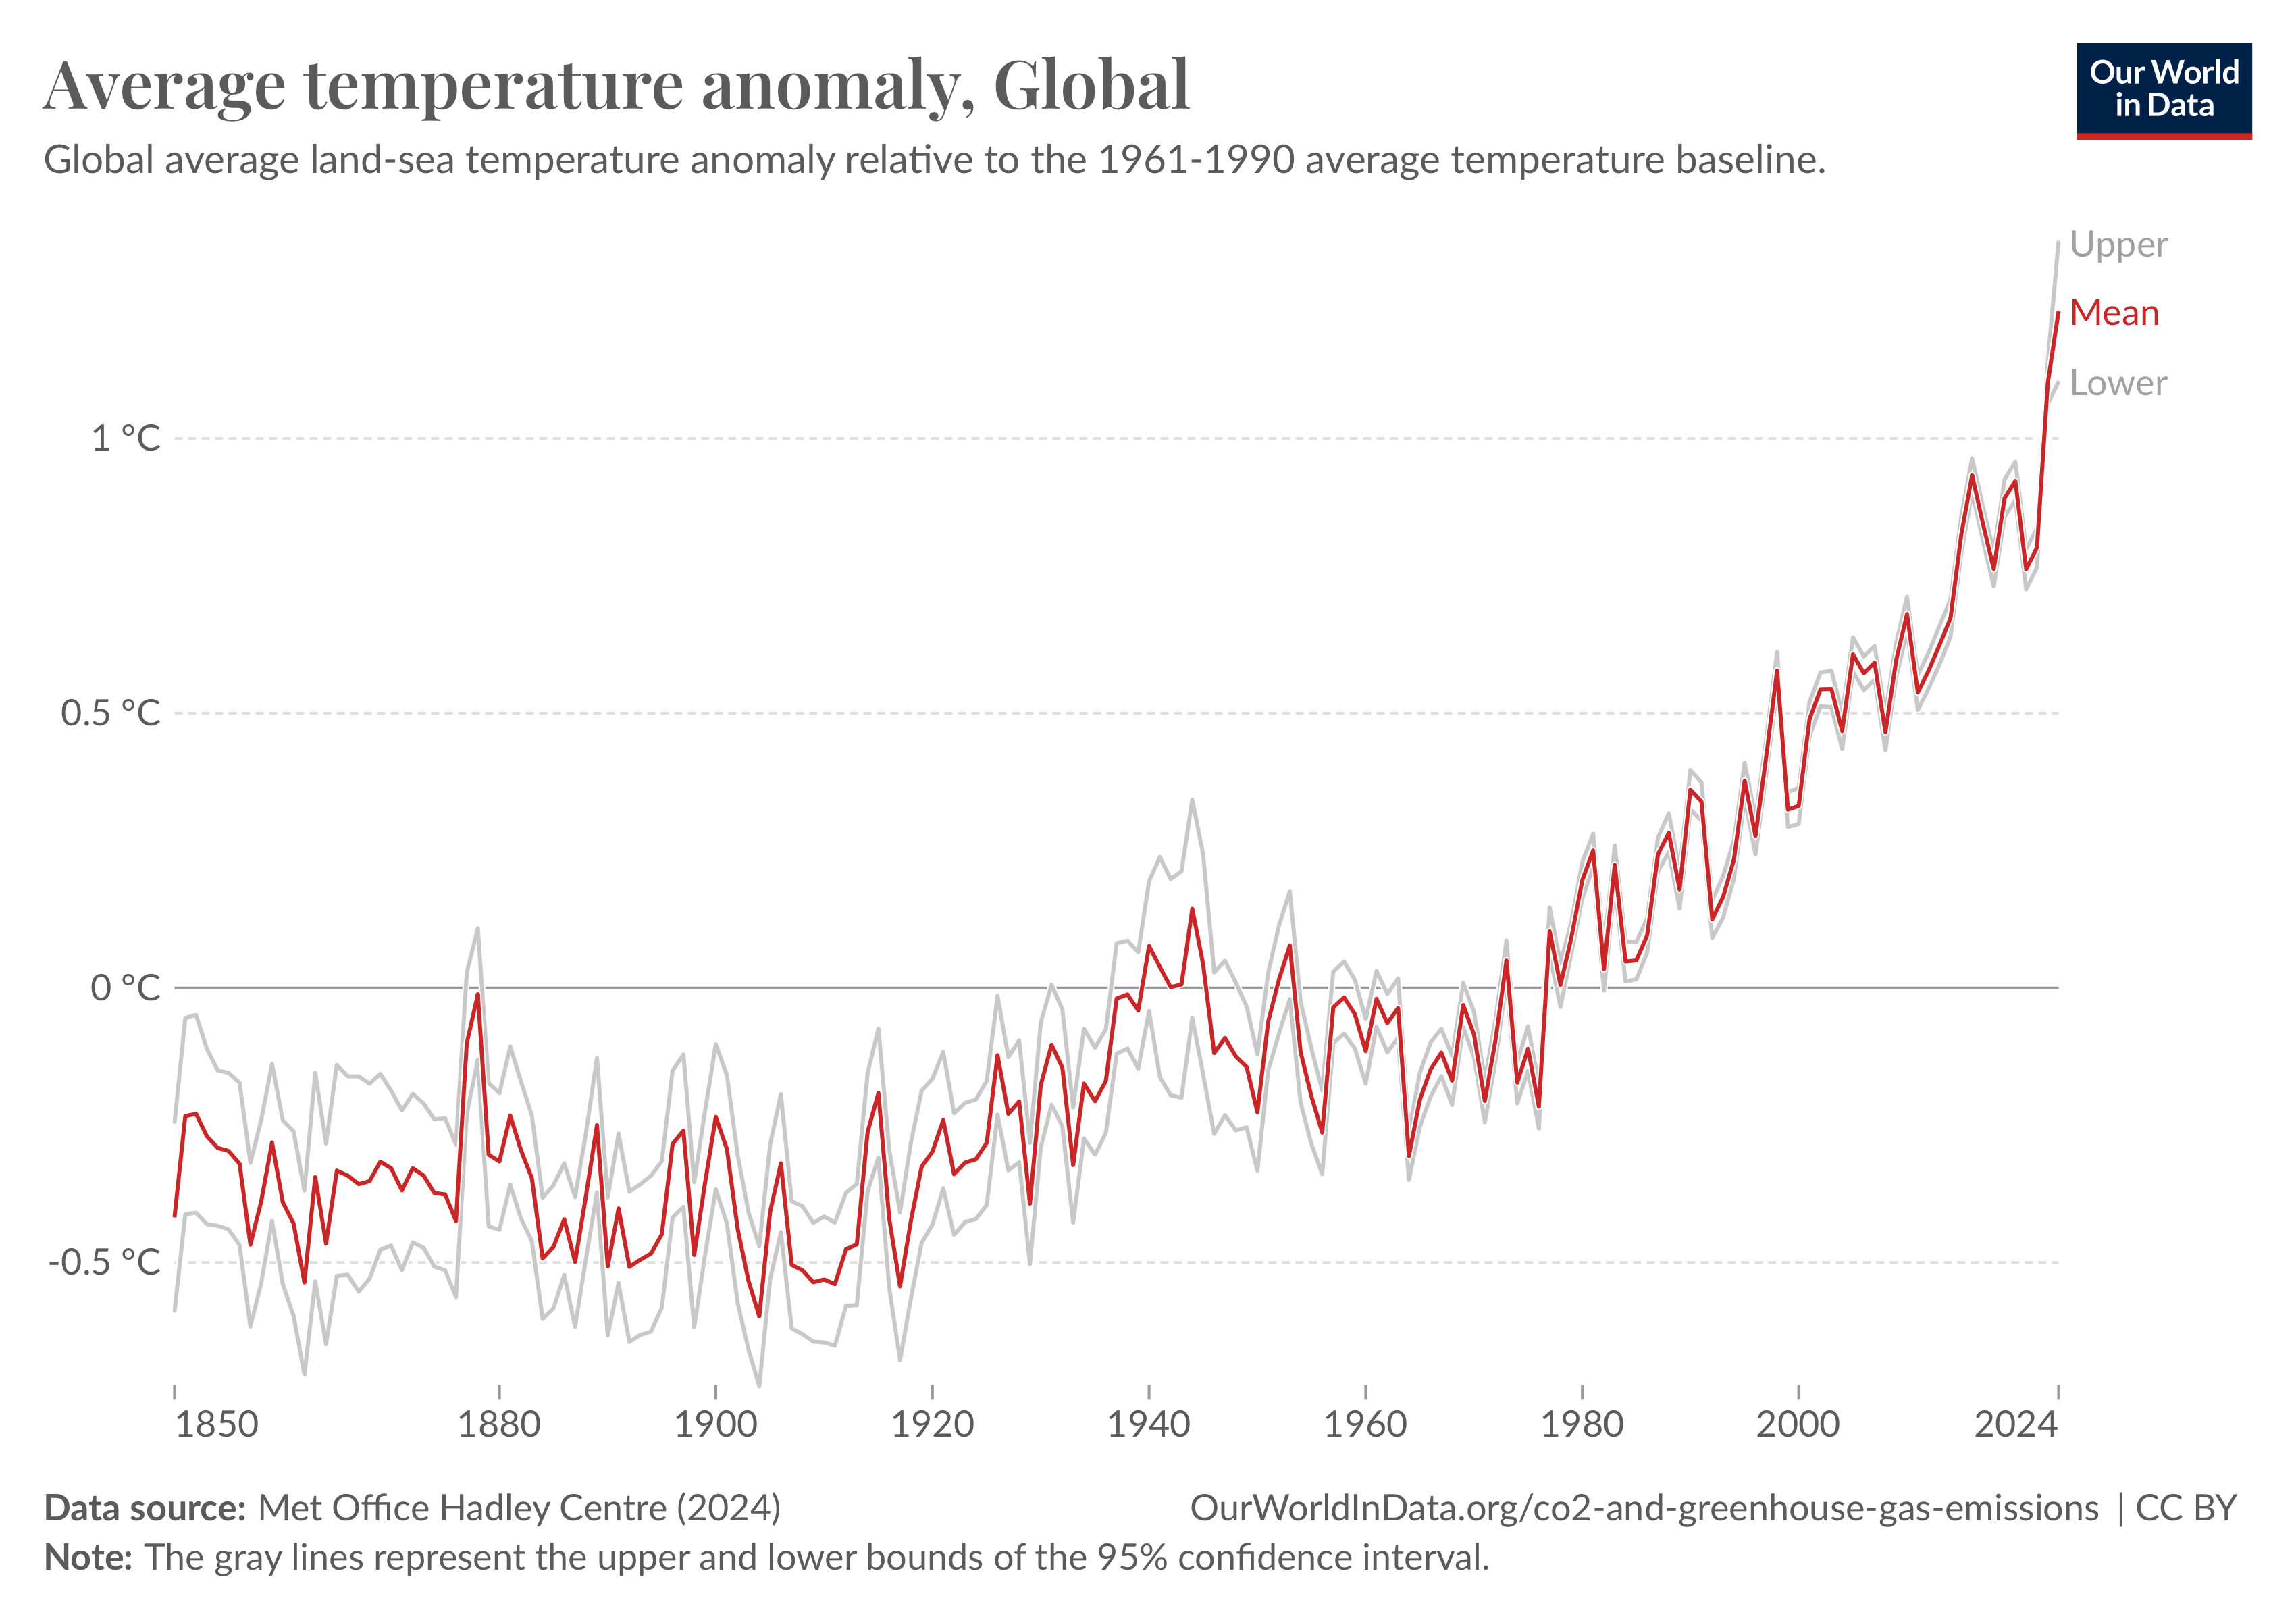 Average temperature anomaly, Global
Our World
in Data
Global average land-sea temperature anomaly relative to the 1961-1990 average temperature baseline.
Upper
Mean
Lower
1 °C
0.5 °C
0 °C
-0.5 °C
1850 1880 1900 1920 1940 1960 1980 2000 2024
Data source: Met Office Hadley Centre (2024)
OurWorldInData.org/co2-and-greenhouse-gas-emissions | CC BY
Note: The gray lines represent the upper and lower bounds of the 95% confidence interval.